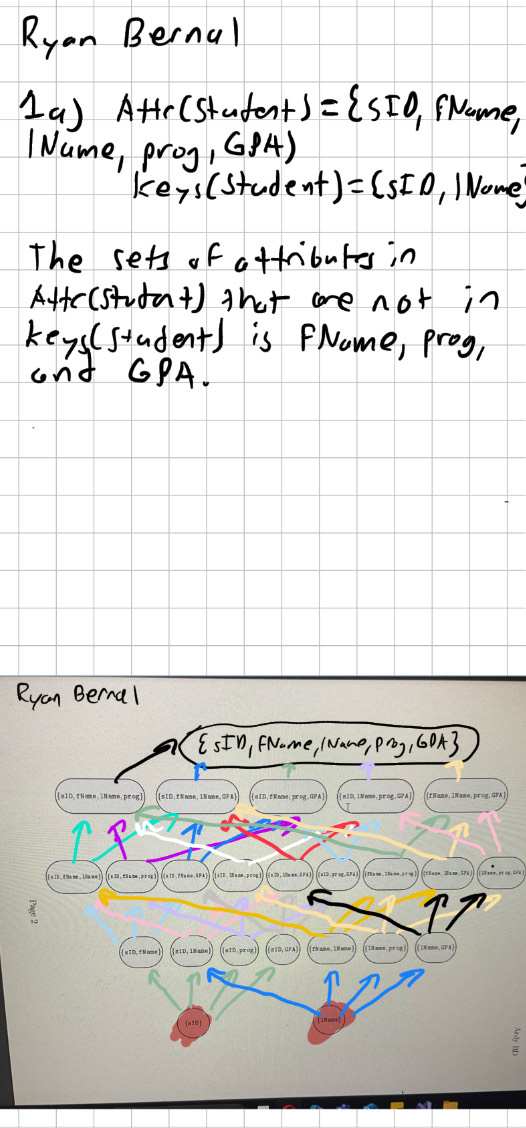 Ryan Bernal
1a) Attr(Student)={sID, fName,
lName, prog, GPA)
keys(Student)={sID, lName}
The sets of attributes in
Attr(Student) that are not in
keys(student) is fName, prog,
and GPA.
Ryan Bernal
{sID, fName, lName, prog, GPA}
{sID, fName, lName, prog} {sID, fName, lName, GPA} {sID, fName, prog, GPA} {sID, lName, prog, GPA} {fName, lName, prog, GPA}
{sID, fName, lName} {sID, fName, prog} {sID, fName, GPA} {sID, lName, prog} {sID, lName, GPA} {sID, prog, GPA} {fName, lName, prog} {fName, lName, GPA} {lName, prog, GPA}
Page 2
{sID, fName} {sID, lName} {sID, prog} {sID, GPA} {fName, lName} {lName, prog} {lName, GPA}
{sID} {lName}